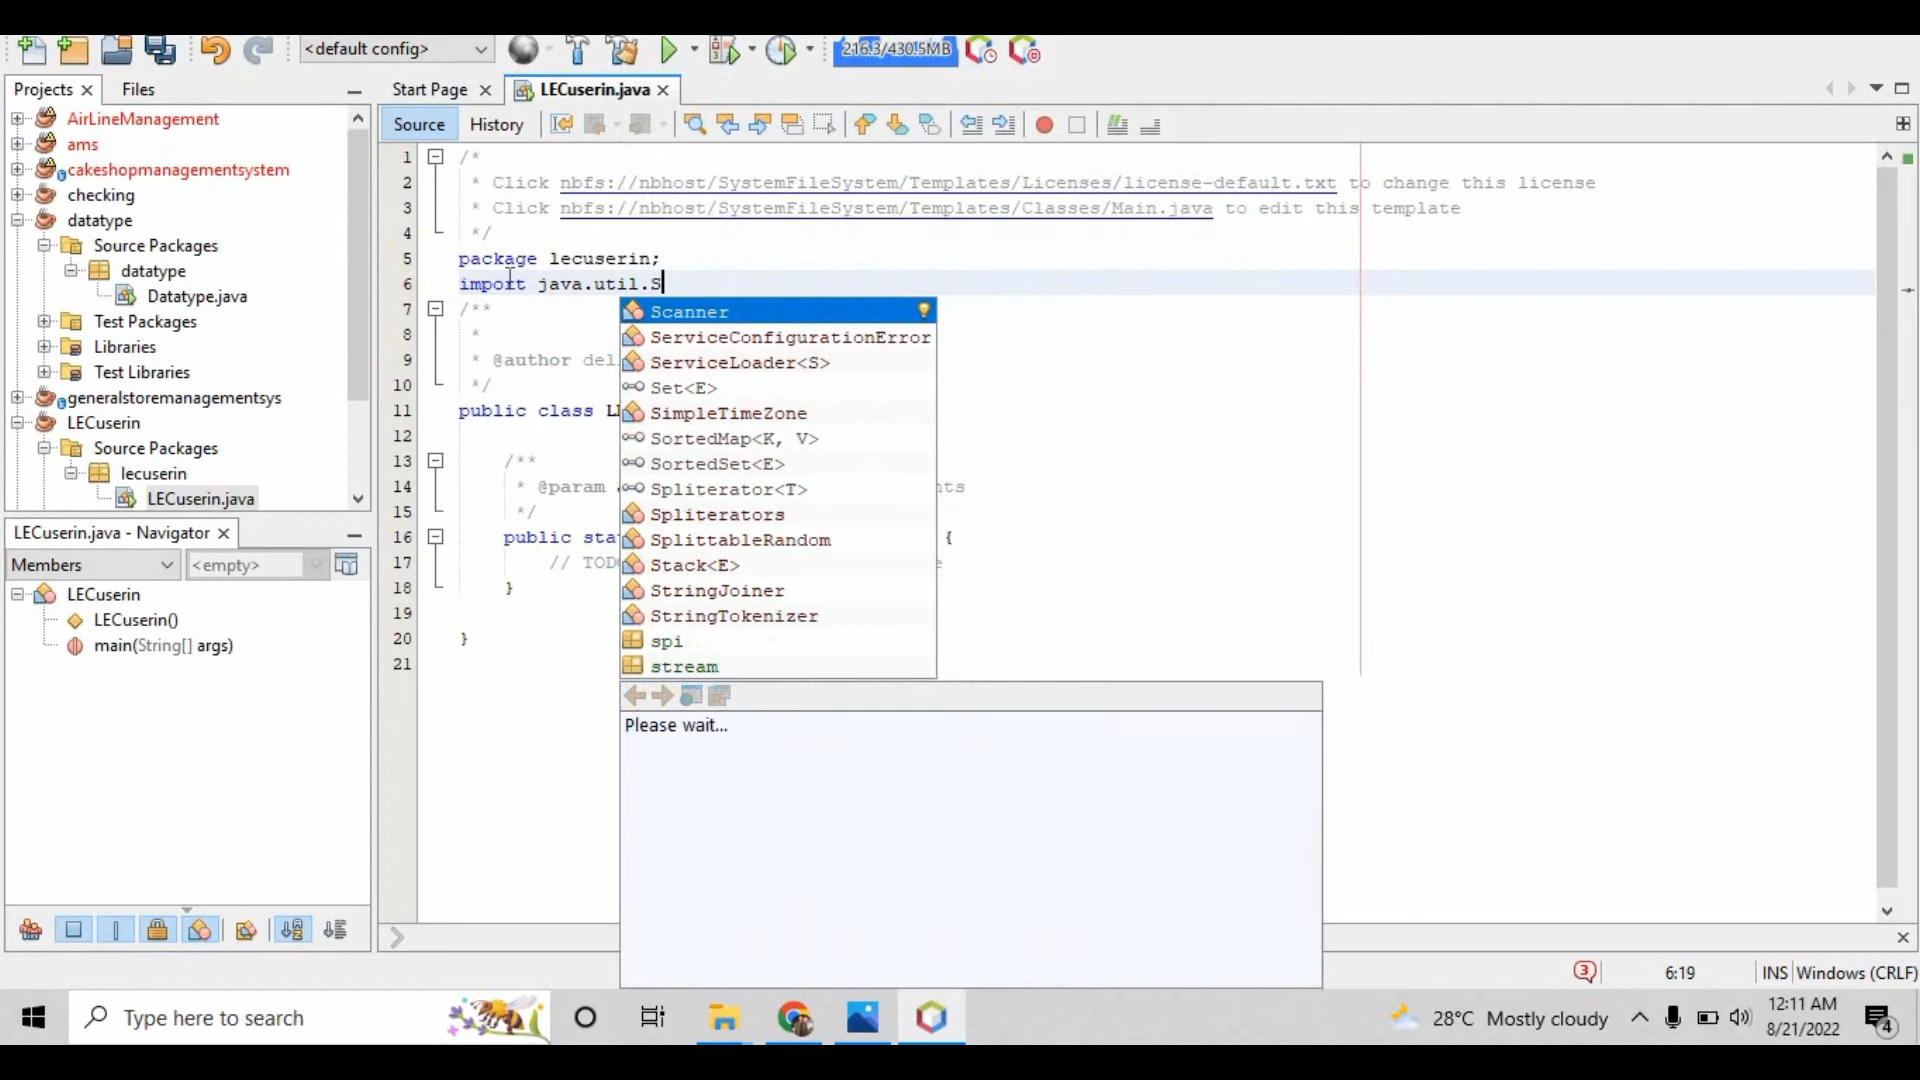 <default config>
216.3/430.5MB
Projects
Files
Start Page
LECuserin.java
AirLineManagement
ams
cakeshopmanagementsystem
checking
datatype
Source Packages
datatype
Datatype.java
Test Packages
Libraries
Test Libraries
generalstoremanagementsys
LECuserin
Source Packages
lecuserin
LECuserin.java
Source
History
1 /*
2 * Click nbfs://nbhost/SystemFileSystem/Templates/Licenses/license-default.txt to change this license
3 * Click nbfs://nbhost/SystemFileSystem/Templates/Classes/Main.java to edit this template
4 */
5 package lecuserin;
6 import java.util.S
7 /**
8 *
9 * @author del
10 */
11 public class L
12
13 /**
14 * @param nts
15 */
16 public sta {
17 // TOD e
18 }
19
20 }
21
Scanner
ServiceConfigurationError
ServiceLoader<S>
Set<E>
SimpleTimeZone
SortedMap<K, V>
SortedSet<E>
Spliterator<T>
Spliterators
SplittableRandom
Stack<E>
StringJoiner
StringTokenizer
spi
stream
Please wait...
LECuserin.java - Navigator
Members
<empty>
LECuserin
LECuserin()
main(String[] args)
3
6:19
INS
Windows (CRLF)
Type here to search
28°C Mostly cloudy
12:11 AM
8/21/2022
4